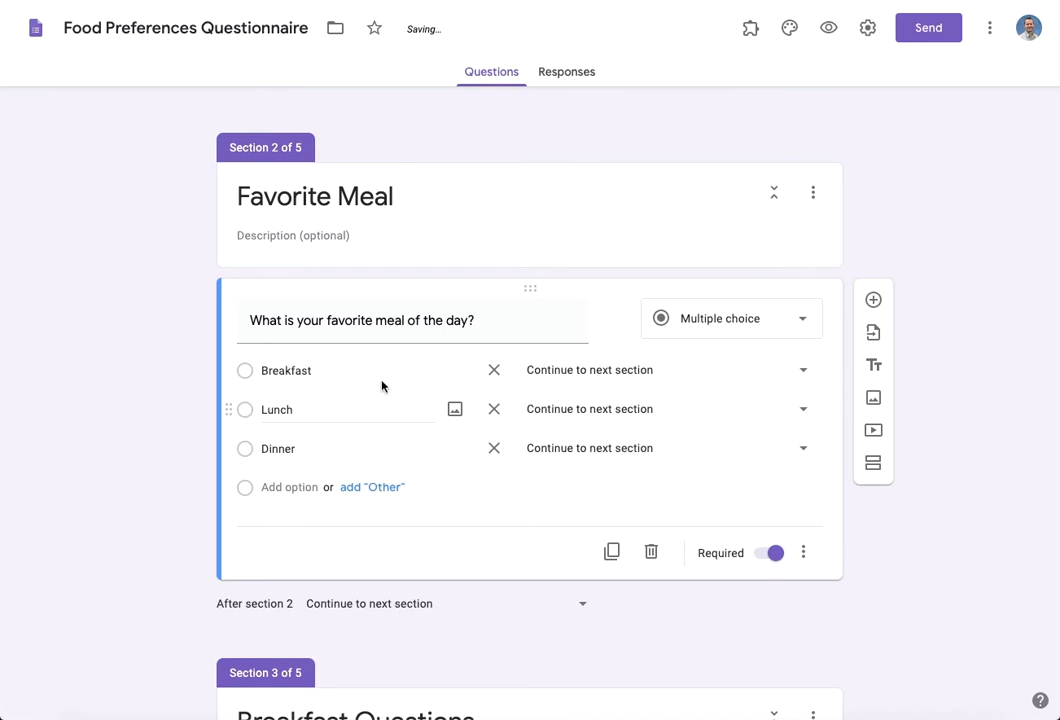 Food Preferences Questionnaire
Saving...
Send
Questions
Responses
Section 2 of 5
Favorite Meal
Description (optional)
What is your favorite meal of the day?
Multiple choice
Breakfast
Continue to next section
Lunch
Continue to next section
Dinner
Continue to next section
Add option or add "Other"
Required
After section 2 Continue to next section
Section 3 of 5
Breakfast Questions